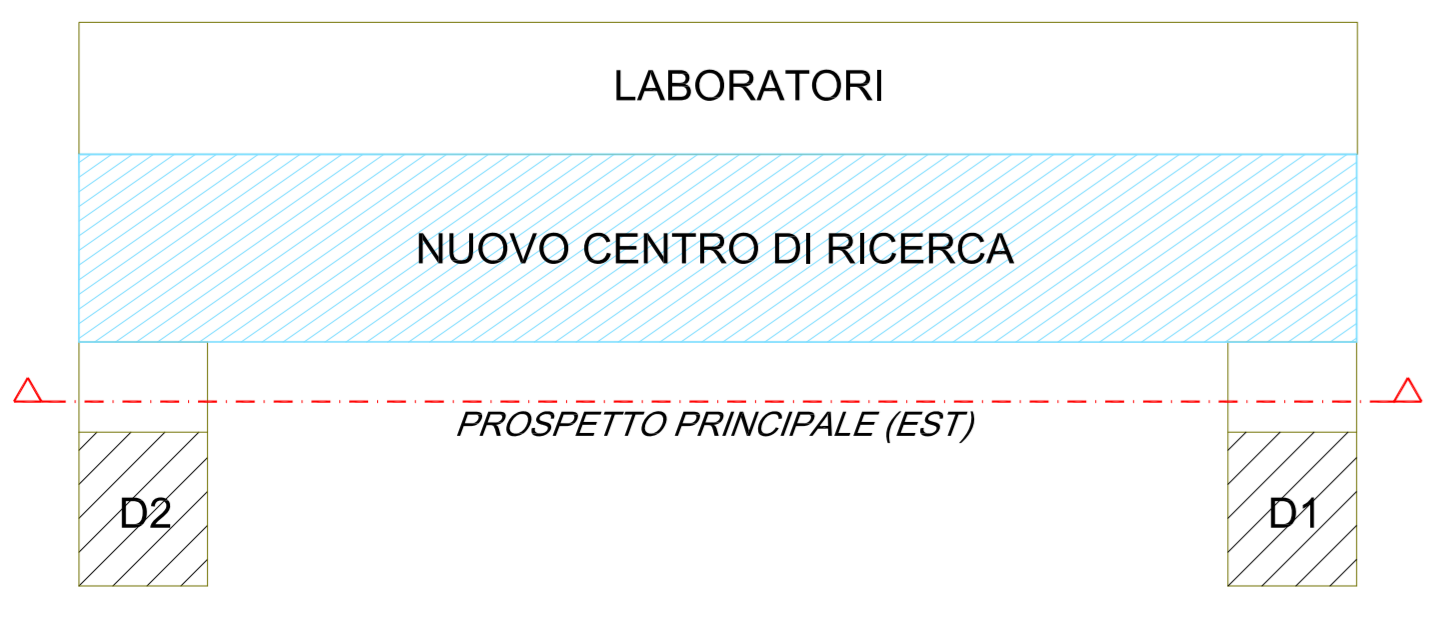 LABORATORI
NUOVO CENTRO DI RICERCA
PROSPETTO PRINCIPALE (EST)
D2
D1